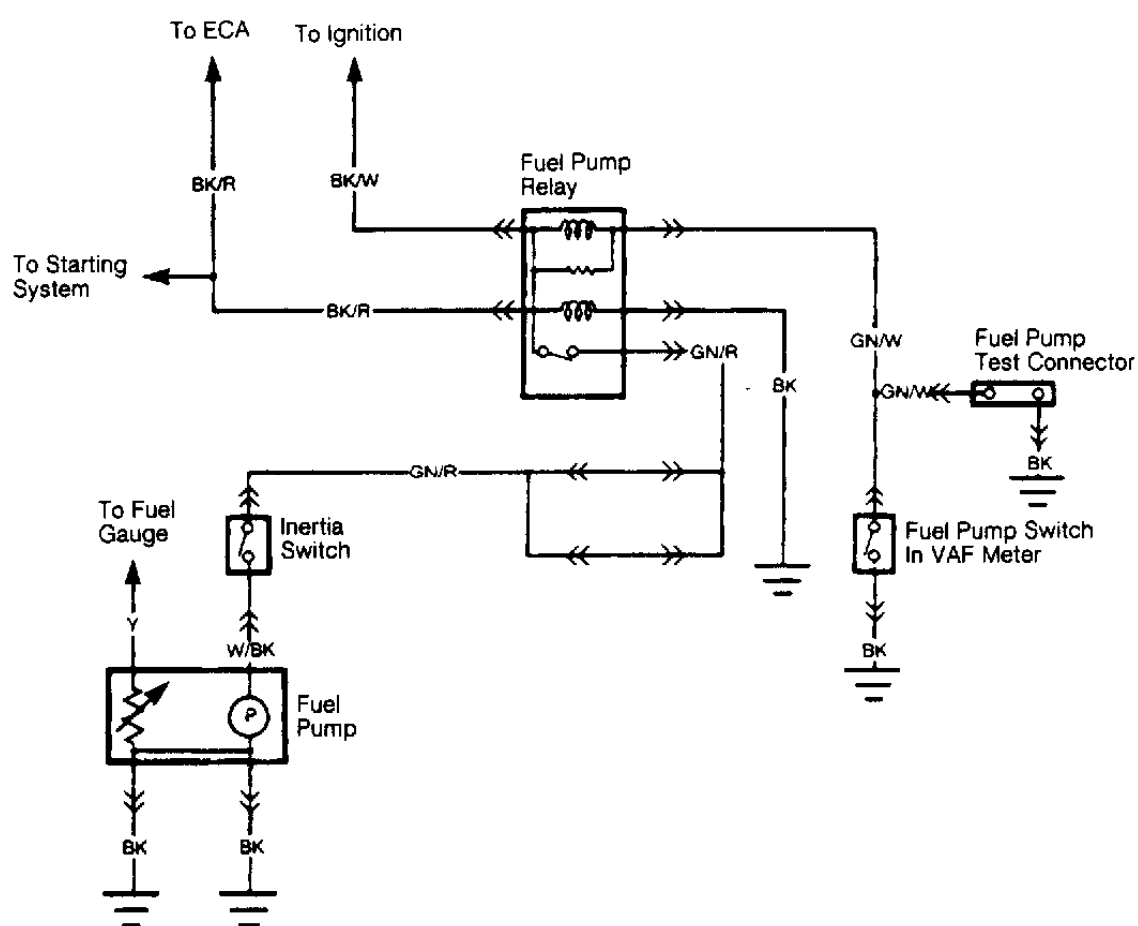 To ECA
To Ignition
BK/R
BK/W
Fuel Pump
Relay
To Starting
System
BK/R
GN/R
BK
GN/W
Fuel Pump
Test Connector
GN/W
BK
GN/R
To Fuel
Gauge
Inertia
Switch
Fuel Pump Switch
In VAF Meter
Y
W/BK
BK
P
Fuel
Pump
BK
BK